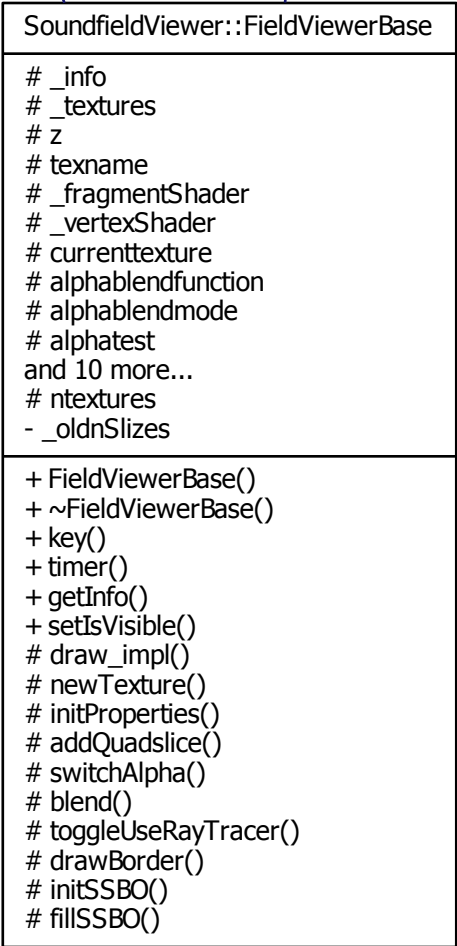 SoundfieldViewer::FieldViewerBase
# _info
# _textures
# z
# texname
# _fragmentShader
# _vertexShader
# currenttexture
# alphablendfunction
# alphablendmode
# alphatest
and 10 more...
# ntextures
- _oldnSlizes
+ FieldViewerBase()
+ ~FieldViewerBase()
+ key()
+ timer()
+ getInfo()
+ setIsVisible()
# draw_impl()
# newTexture()
# initProperties()
# addQuadslice()
# switchAlpha()
# blend()
# toggleUseRayTracer()
# drawBorder()
# initSSBO()
# fillSSBO()